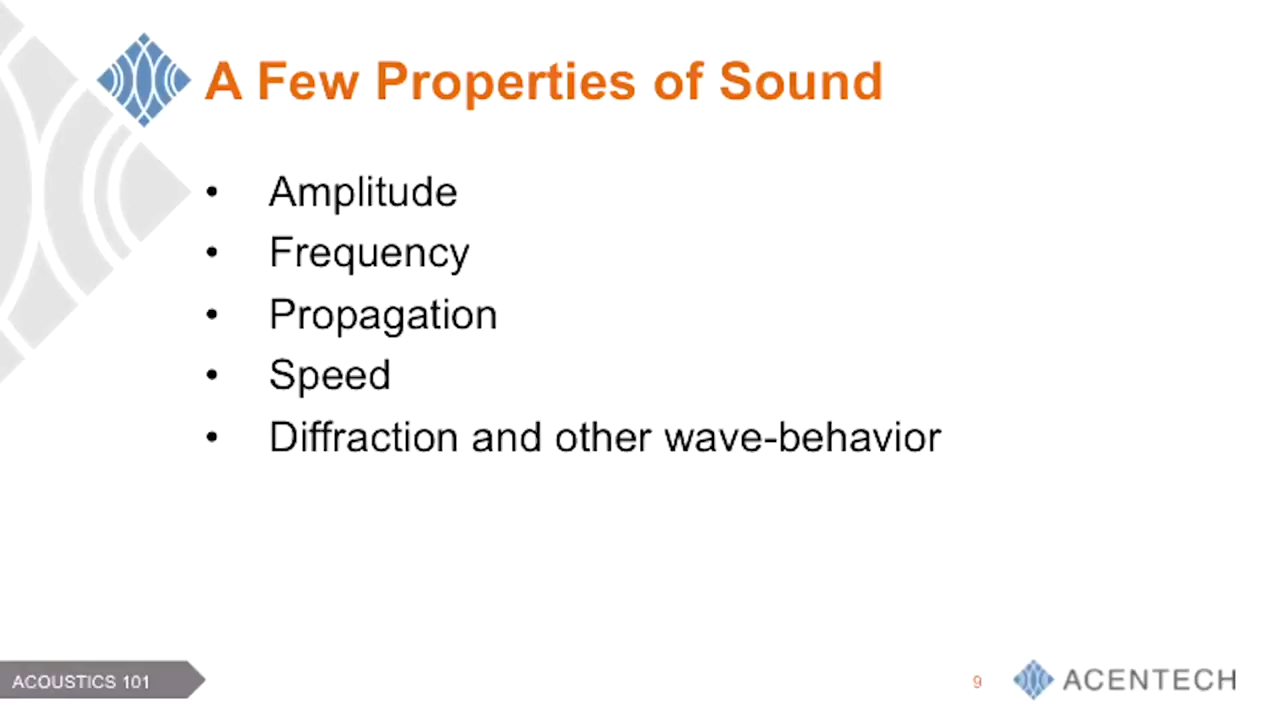 A Few Properties of Sound
• Amplitude
• Frequency
• Propagation
• Speed
• Diffraction and other wave-behavior
ACOUSTICS 101
9
ACENTECH